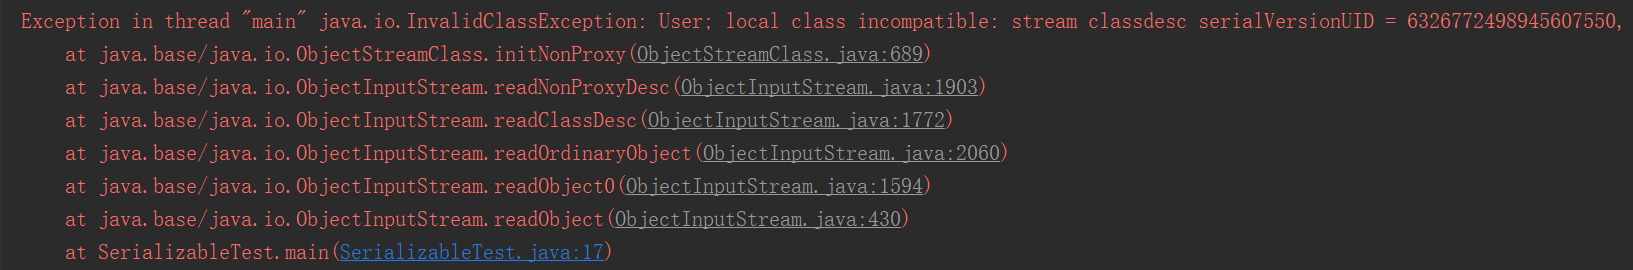 Exception in thread "main" java.io.InvalidClassException: User; local class incompatible: stream classdesc serialVersionUID = 6326772498945607550,
at java.base/java.io.ObjectStreamClass.initNonProxy(ObjectStreamClass.java:689)
at java.base/java.io.ObjectInputStream.readNonProxyDesc(ObjectInputStream.java:1903)
at java.base/java.io.ObjectInputStream.readClassDesc(ObjectInputStream.java:1772)
at java.base/java.io.ObjectInputStream.readOrdinaryObject(ObjectInputStream.java:2060)
at java.base/java.io.ObjectInputStream.readObject0(ObjectInputStream.java:1594)
at java.base/java.io.ObjectInputStream.readObject(ObjectInputStream.java:430)
at SerializableTest.main(SerializableTest.java:17)